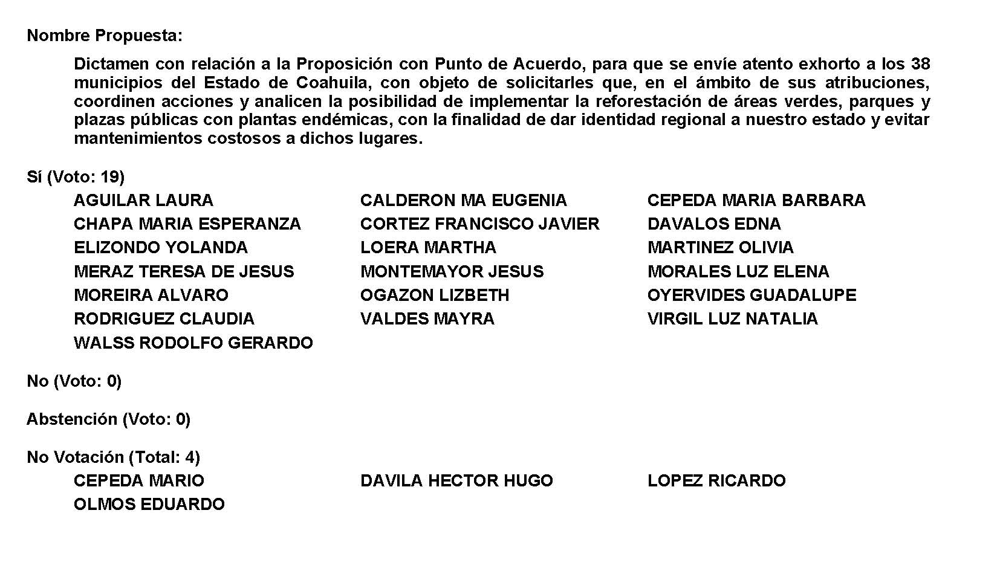 Nombre Propuesta:
Dictamen con relación a la Proposición con Punto de Acuerdo, para que se envíe atento exhorto a los 38
municipios del Estado de Coahuila, con objeto de solicitarles que, en el ámbito de sus atribuciones,
coordinen acciones y analicen la posibilidad de implementar la reforestación de áreas verdes, parques y
plazas públicas con plantas endémicas, con la finalidad de dar identidad regional a nuestro estado y evitar
mantenimientos costosos a dichos lugares.
Sí (Voto: 19)
AGUILAR LAURA CALDERON MA EUGENIA CEPEDA MARIA BARBARA
CHAPA MARIA ESPERANZA CORTEZ FRANCISCO JAVIER DAVALOS EDNA
ELIZONDO YOLANDA LOERA MARTHA MARTINEZ OLIVIA
MERAZ TERESA DE JESUS MONTEMAYOR JESUS MORALES LUZ ELENA
MOREIRA ALVARO OGAZON LIZBETH OYERVIDES GUADALUPE
RODRIGUEZ CLAUDIA VALDES MAYRA VIRGIL LUZ NATALIA
WALSS RODOLFO GERARDO
No (Voto: 0)
Abstención (Voto: 0)
No Votación (Total: 4)
CEPEDA MARIO DAVILA HECTOR HUGO LOPEZ RICARDO
OLMOS EDUARDO